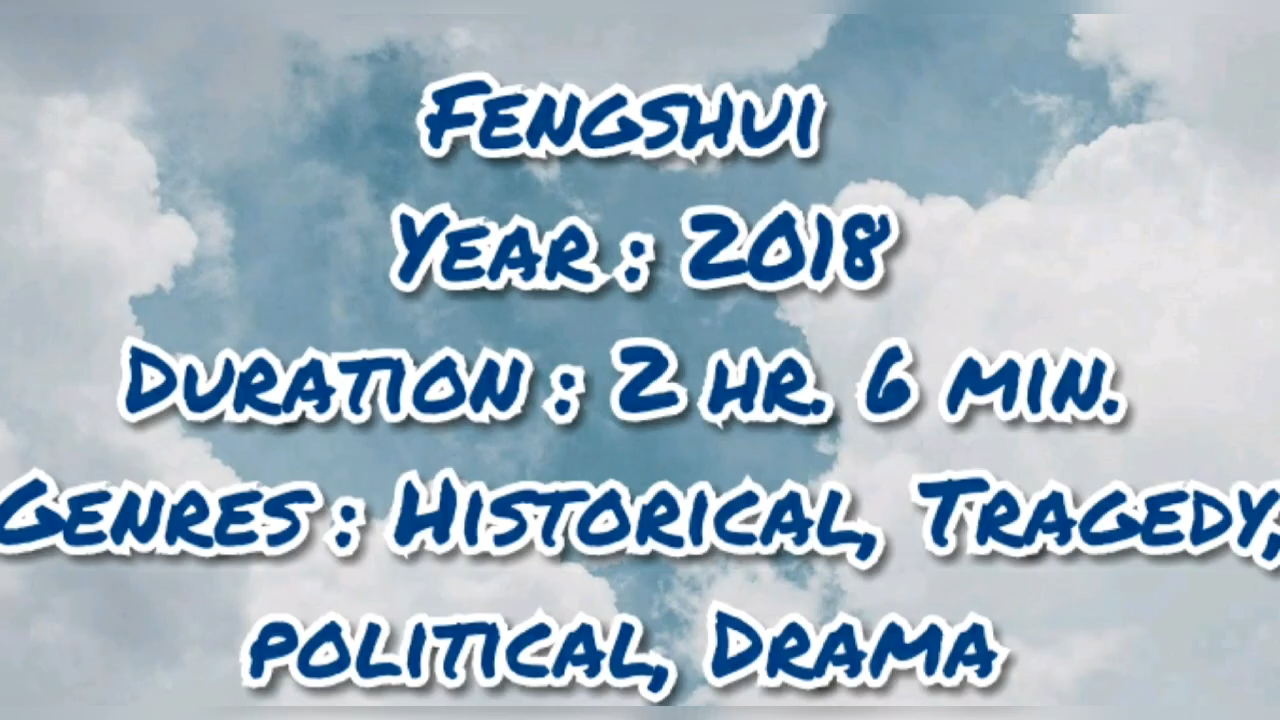 Fengshui
Year : 2018
Duration : 2 hr. 6 min.
Genres : Historical, Tragedy,
political, Drama